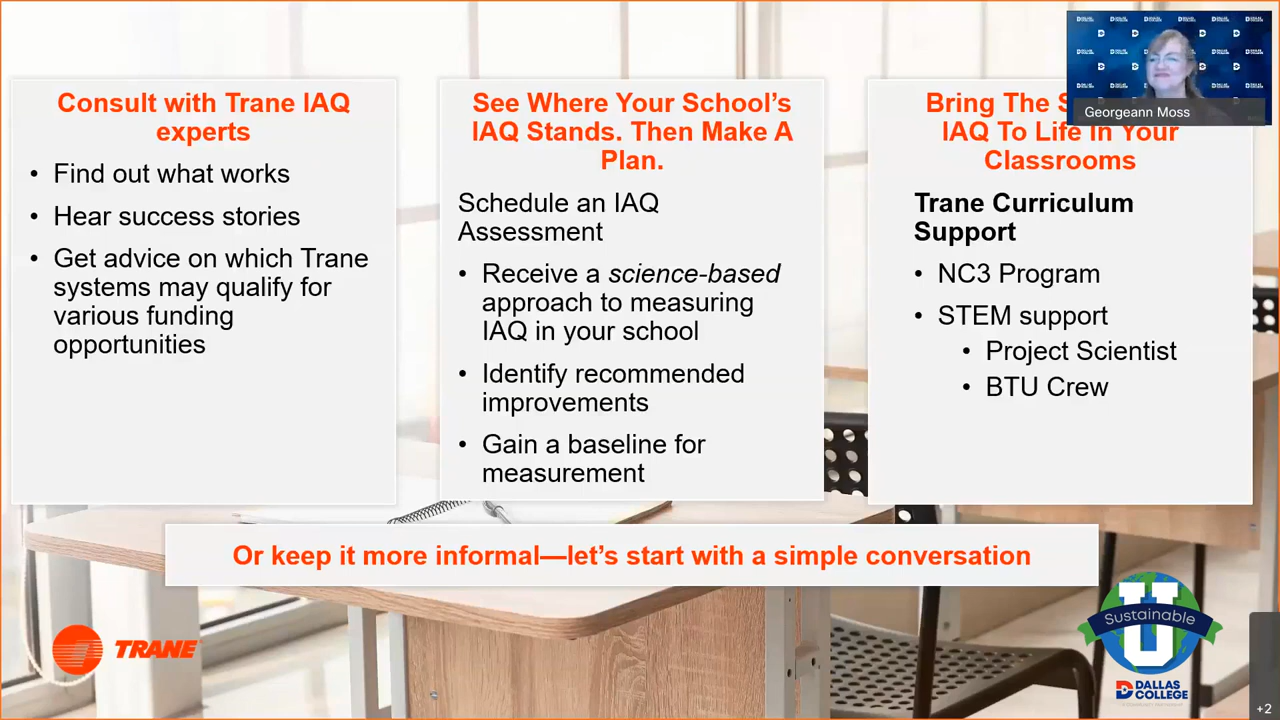 Consult with Trane IAQ
experts
• Find out what works
• Hear success stories
• Get advice on which Trane
systems may qualify for
various funding
opportunities
See Where Your School’s
IAQ Stands. Then Make A
Plan.
Schedule an IAQ
Assessment
• Receive a science-based
approach to measuring
IAQ in your school
• Identify recommended
improvements
• Gain a baseline for
measurement
Georgeann Moss
Bring The
IAQ To Life In Your
Classrooms
Trane Curriculum
Support
• NC3 Program
• STEM support
• Project Scientist
• BTU Crew
Or keep it more informal—let’s start with a simple conversation
TRANE
U
Sustainable
DALLAS
COLLEGE
+2